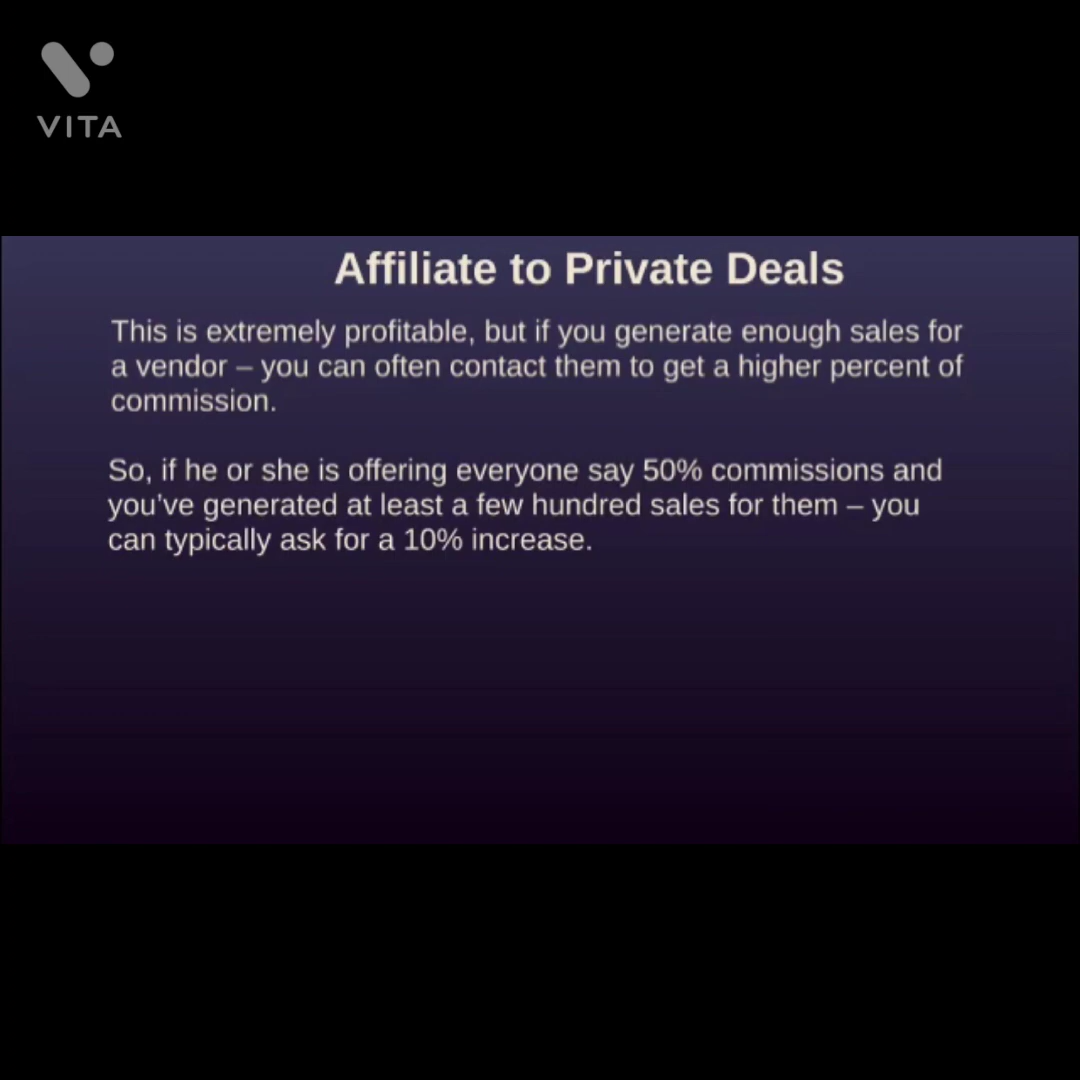 VITA
Affiliate to Private Deals
This is extremely profitable, but if you generate enough sales for
a vendor – you can often contact them to get a higher percent of
commission.
So, if he or she is offering everyone say 50% commissions and
you've generated at least a few hundred sales for them – you
can typically ask for a 10% increase.